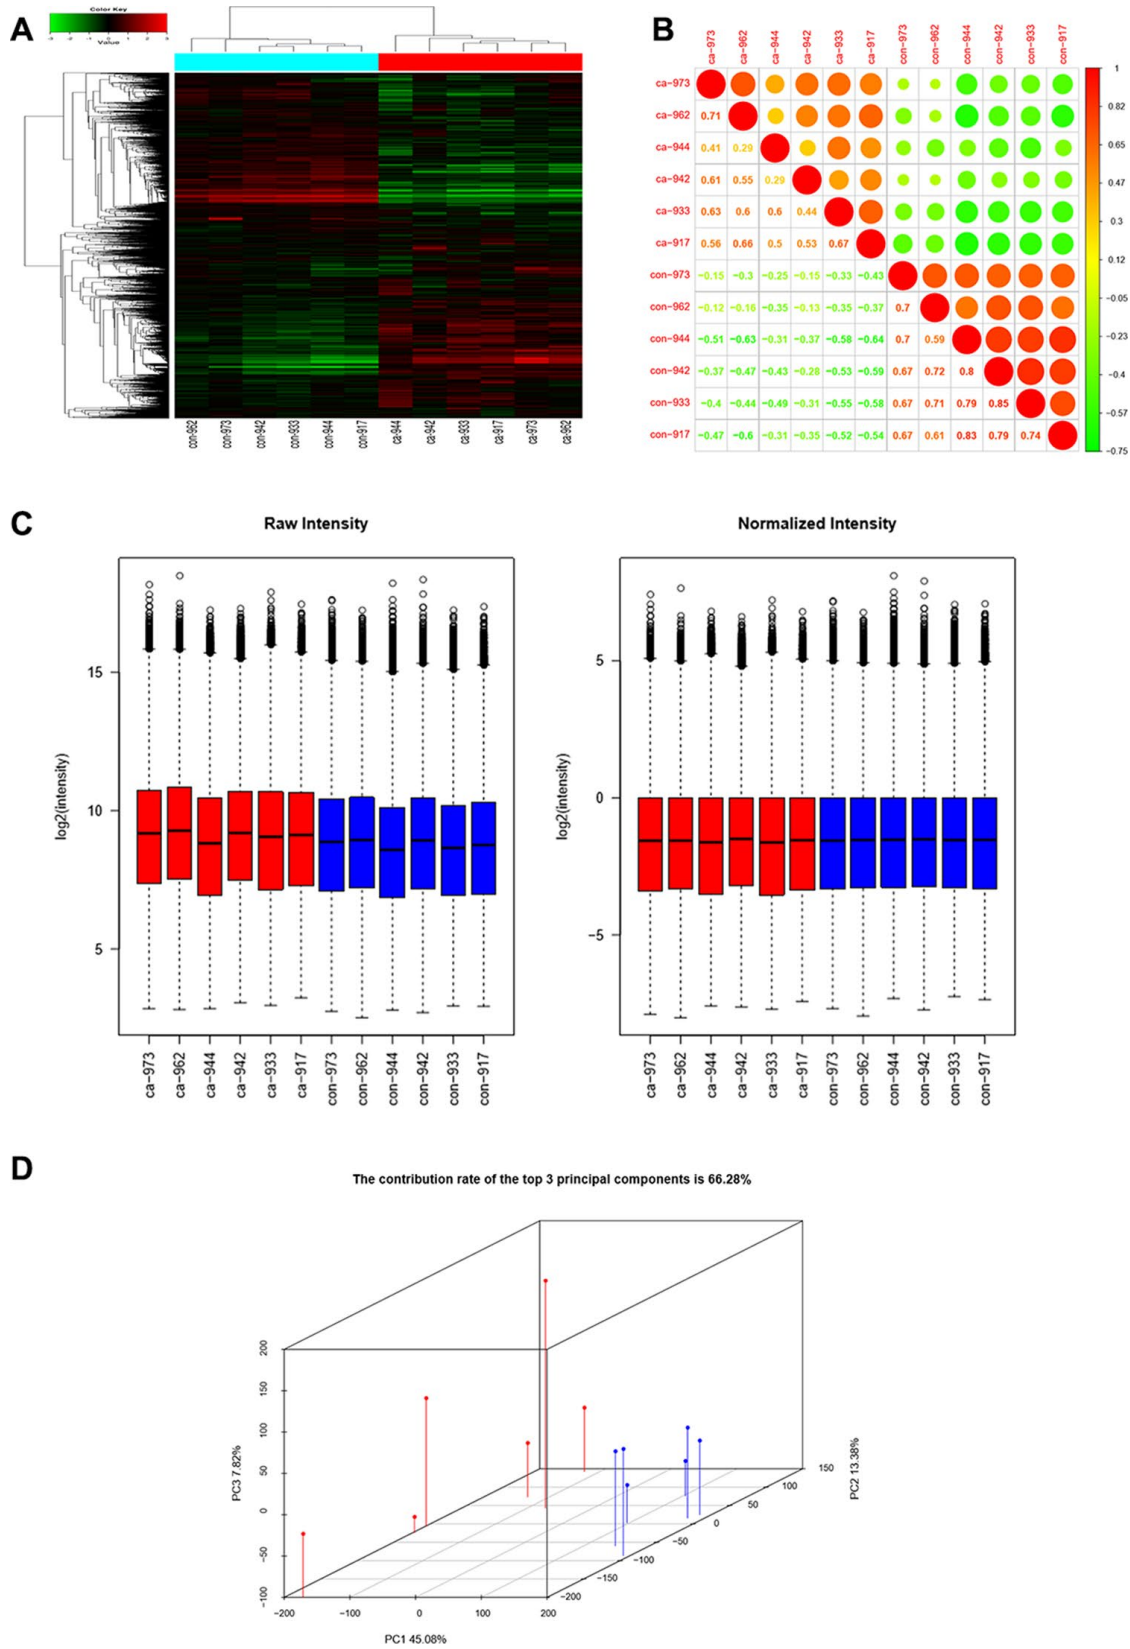 A
Color Key
-3 -2 -1 0 1 2 3
Value
con-962 con-973 con-942 con-933 con-944 con-917 ca-944 ca-942 ca-933 ca-917 ca-973 ca-962
B
ca-973 ca-962 ca-944 ca-942 ca-933 ca-917 con-973 con-962 con-944 con-942 con-933 con-917
ca-973
ca-962 0.71
ca-944 0.41 0.29
ca-942 0.61 0.55 0.29
ca-933 0.63 0.6 0.6 0.44
ca-917 0.56 0.66 0.5 0.53 0.67
con-973 −0.15 −0.3 −0.25 −0.15 −0.33 −0.43
con-962 −0.12 −0.16 −0.35 −0.13 −0.35 −0.37 0.7
con-944 −0.51 −0.63 −0.31 −0.37 −0.58 −0.64 0.7 0.59
con-942 −0.37 −0.47 −0.43 −0.28 −0.53 −0.59 0.67 0.72 0.8
con-933 −0.4 −0.44 −0.49 −0.31 −0.55 −0.58 0.67 0.71 0.79 0.85
con-917 −0.47 −0.6 −0.31 −0.35 −0.52 −0.54 0.67 0.61 0.83 0.79 0.74
1
0.82
0.65
0.47
0.3
0.12
−0.05
−0.23
−0.4
−0.57
−0.75
C
Raw Intensity
log2(intensity)
15
10
5
ca-973 ca-962 ca-944 ca-942 ca-933 ca-917 con-973 con-962 con-944 con-942 con-933 con-917
Normalized Intensity
log2(intensity)
5
0
−5
ca-973 ca-962 ca-944 ca-942 ca-933 ca-917 con-973 con-962 con-944 con-942 con-933 con-917
D
The contribution rate of the top 3 principal components is 66.28%
PC3 7.82%
200
150
100
50
0
−50
−100
−200 −100 0 100 200
PC1 45.08%
−200
−150
−100
−50
0
50
100
150
PC2 13.38%